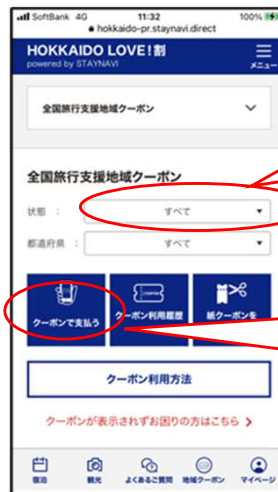 SoftBank 4G 11:32 100%
hokkaido-pr.staynavi.direct
HOKKAIDO LOVE!割
powered by STAYNAVI
メニュー
全国旅行支援地域クーポン
全国旅行支援地域クーポン
状態 : すべて
都道府県 : すべて
クーポンで支払う クーポン利用履歴 紙クーポンを
クーポン利用方法
クーポンが表示されずお困りの方はこちら
宿泊 観光 よくあるご質問 地域クーポン マイページ